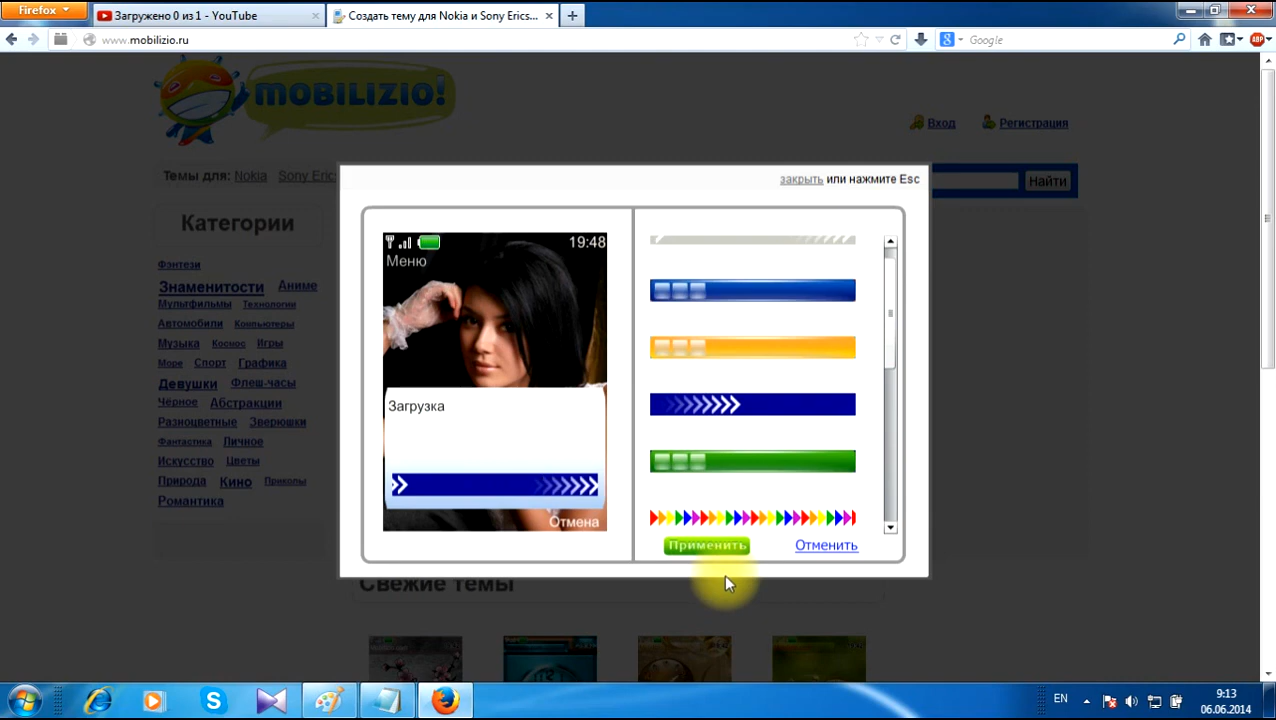 Firefox
Загружено 0 из 1 - YouTube
Создать тему для Nokia и Sony Erics...
www.mobilizio.ru
Google
ABP
MOBILIZIO!
Вход
Регистрация
Темы для: Nokia Sony Eric
Найти
закрыть или нажмите Esc
Категории
Фэнтези
Знаменитости Аниме
Мультфильмы Технологии
Автомобили Компьютеры
Музыка Космос Игры
Море Спорт Графика
Девушки Флеш-часы
Чёрное Абстракции
Разноцветные Зверюшки
Фантастика Личное
Искусство Цветы
Природа Кино Приколы
Романтика
19:48
Меню
Загрузка
Отмена
Применить
Отменить
Свежие темы
EN
9:13
06.06.2014